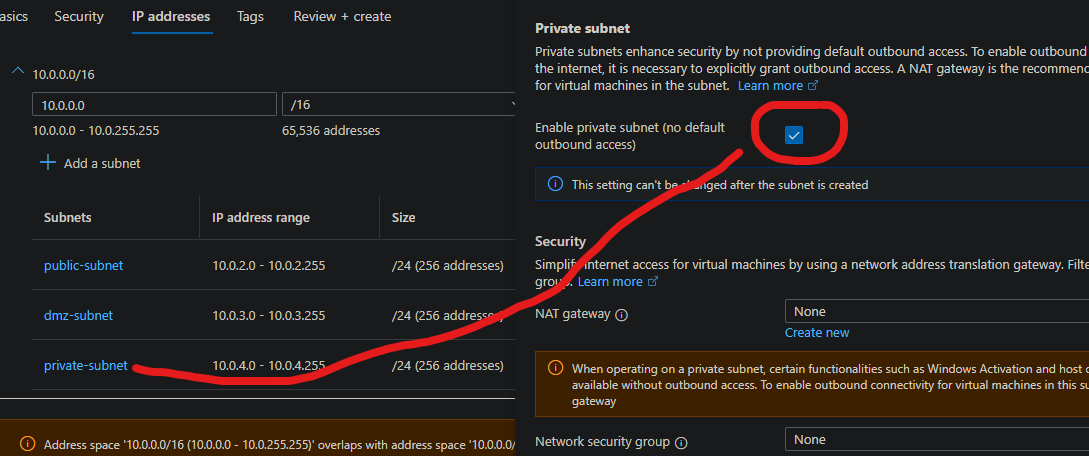 asics Security IP addresses Tags Review + create
10.0.0.0/16
10.0.0.0 /16
10.0.0.0 - 10.0.255.255 65,536 addresses
Add a subnet
Subnets IP address range Size
public-subnet 10.0.2.0 - 10.0.2.255 /24 (256 addresses)
dmz-subnet 10.0.3.0 - 10.0.3.255 /24 (256 addresses)
private-subnet 10.0.4.0 - 10.0.4.255 /24 (256 addresses)
Address space '10.0.0.0/16 (10.0.0.0 - 10.0.255.255)' overlaps with address space '10.0.0.0/
Private subnet
Private subnets enhance security by not providing default outbound access. To enable outbound
the internet, it is necessary to explicitly grant outbound access. A NAT gateway is the recommend
for virtual machines in the subnet. Learn more
Enable private subnet (no default
outbound access)
This setting can't be changed after the subnet is created
Security
Simplify internet access for virtual machines by using a network address translation gateway. Filte
group. Learn more
NAT gateway None
Create new
When operating on a private subnet, certain functionalities such as Windows Activation and host
available without outbound access. To enable outbound connectivity for virtual machines in this su
gateway
Network security group None